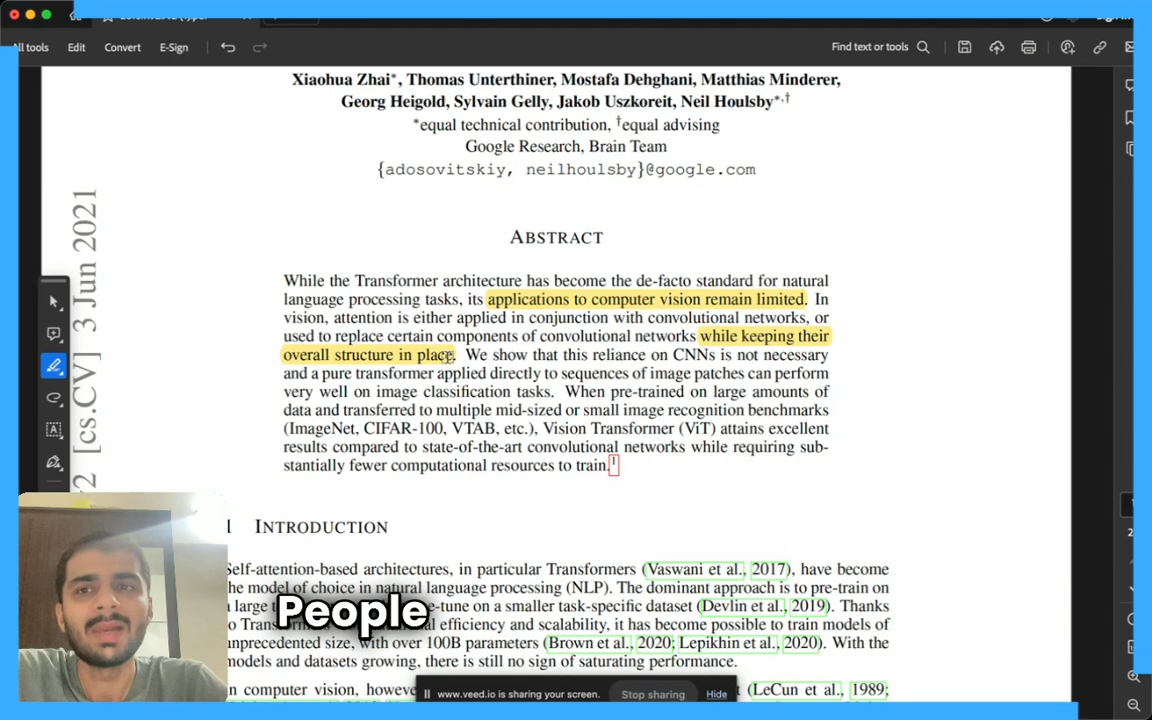 All tools Edit Convert E-Sign Find text or tools
Xiaohua Zhai*, Thomas Unterthiner, Mostafa Dehghani, Matthias Minderer,
Georg Heigold, Sylvain Gelly, Jakob Uszkoreit, Neil Houlsby*,†
*equal technical contribution, †equal advising
Google Research, Brain Team
{adosovitskiy, neilhoulsby}@google.com
[cs.CV] 3 Jun 2021
ABSTRACT
While the Transformer architecture has become the de-facto standard for natural
language processing tasks, its applications to computer vision remain limited. In
vision, attention is either applied in conjunction with convolutional networks, or
used to replace certain components of convolutional networks while keeping their
overall structure in place. We show that this reliance on CNNs is not necessary
and a pure transformer applied directly to sequences of image patches can perform
very well on image classification tasks. When pre-trained on large amounts of
data and transferred to multiple mid-sized or small image recognition benchmarks
(ImageNet, CIFAR-100, VTAB, etc.), Vision Transformer (ViT) attains excellent
results compared to state-of-the-art convolutional networks while requiring sub-
stantially fewer computational resources to train.1
1 INTRODUCTION
Self-attention-based architectures, in particular Transformers (Vaswani et al., 2017), have become
the model of choice in natural language processing (NLP). The dominant approach is to pre-train on
a large e-tune on a smaller task-specific dataset (Devlin et al., 2019). Thanks
People
to efficiency and scalability, it has become possible to train models of
unprecedented size, with over 100B parameters (Brown et al., 2020; Lepikhin et al., 2020). With the
models and datasets growing, there is still no sign of saturating performance.
In computer vision, howeve (LeCun et al., 1989;
www.veed.io is sharing your screen. Stop sharing Hide